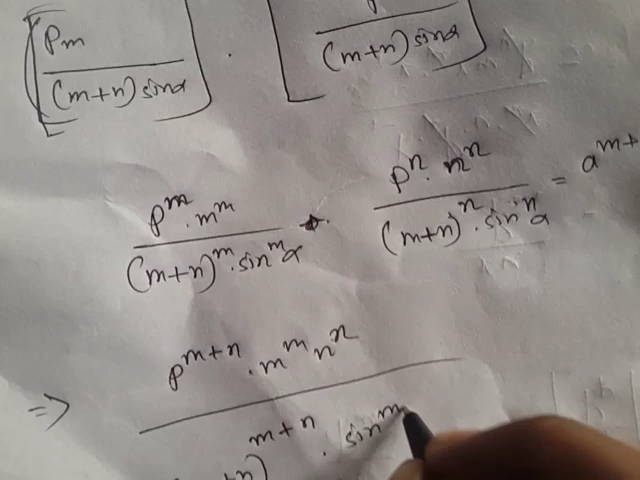 [Pm / (m+n) sinα] · [ / (m+n) sinα]
p^m · m^m / (m+n)^m · sin^m α · p^n · n^n / (m+n)^n · sin^n α = a^m+
⇒ p^m+n · m^m n^n / +n)^m+n · sin^m